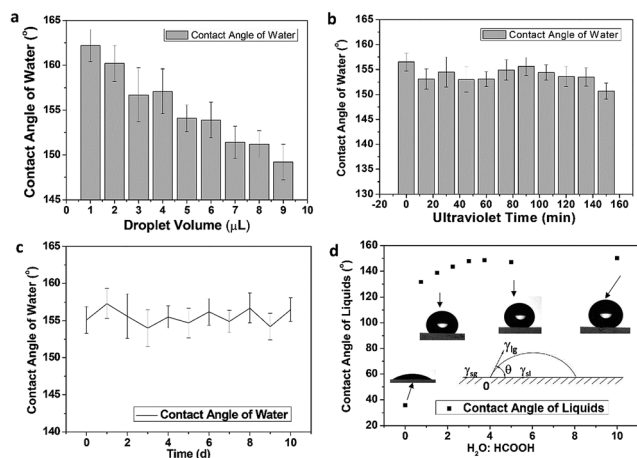 a
Contact Angle of Water (°)
165
160
155
150
145
Contact Angle of Water
0 1 2 3 4 5 6 7 8 9 10
Droplet Volume (μL)
b
Contact Angle of Water (°)
165
160
155
150
145
140
135
130
Contact Angle of Water
-20 0 20 40 60 80 100 120 140 160
Ultraviolet Time (min)
c
Contact Angle of Water (°)
165
160
155
150
145
140
Contact Angle of Water
0 2 4 6 8 10
Time (d)
d
Contact Angle of Liquids (°)
160
140
120
100
80
60
40
20
γlg
γsg
θ
γsl
0
Contact Angle of Liquids
0 2 4 6 8 10
H₂O: HCOOH